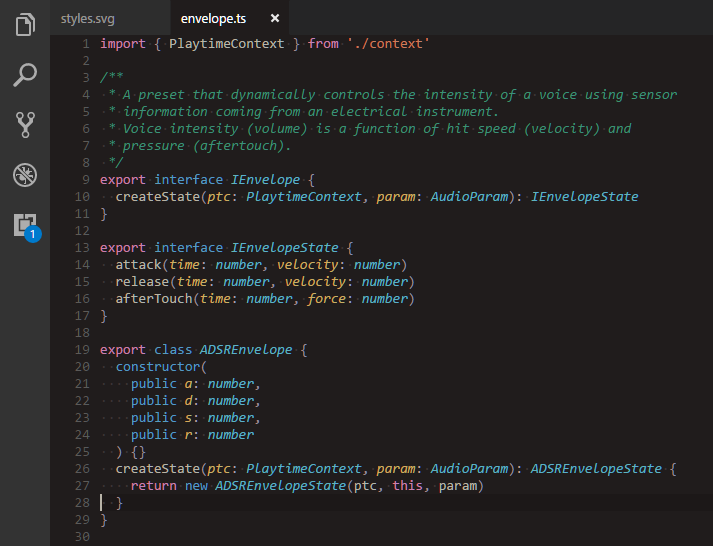 styles.svg envelope.ts ×
1 import { PlaytimeContext } from './context'
2
3 /**
4  * A preset that dynamically controls the intensity of a voice using sensor
5  * information coming from an electrical instrument.
6  * Voice intensity (volume) is a function of hit speed (velocity) and
7  * pressure (aftertouch).
8  */
9 export interface IEnvelope {
10   createState(ptc: PlaytimeContext, param: AudioParam): IEnvelopeState
11 }
12
13 export interface IEnvelopeState {
14   attack(time: number, velocity: number)
15   release(time: number, velocity: number)
16   afterTouch(time: number, force: number)
17 }
18
19 export class ADSREnvelope {
20   constructor(
21     public a: number,
22     public d: number,
23     public s: number,
24     public r: number
25   ) {}
26   createState(ptc: PlaytimeContext, param: AudioParam): ADSREnvelopeState {
27     return new ADSREnvelopeState(ptc, this, param)
28   }
29 }
30
1